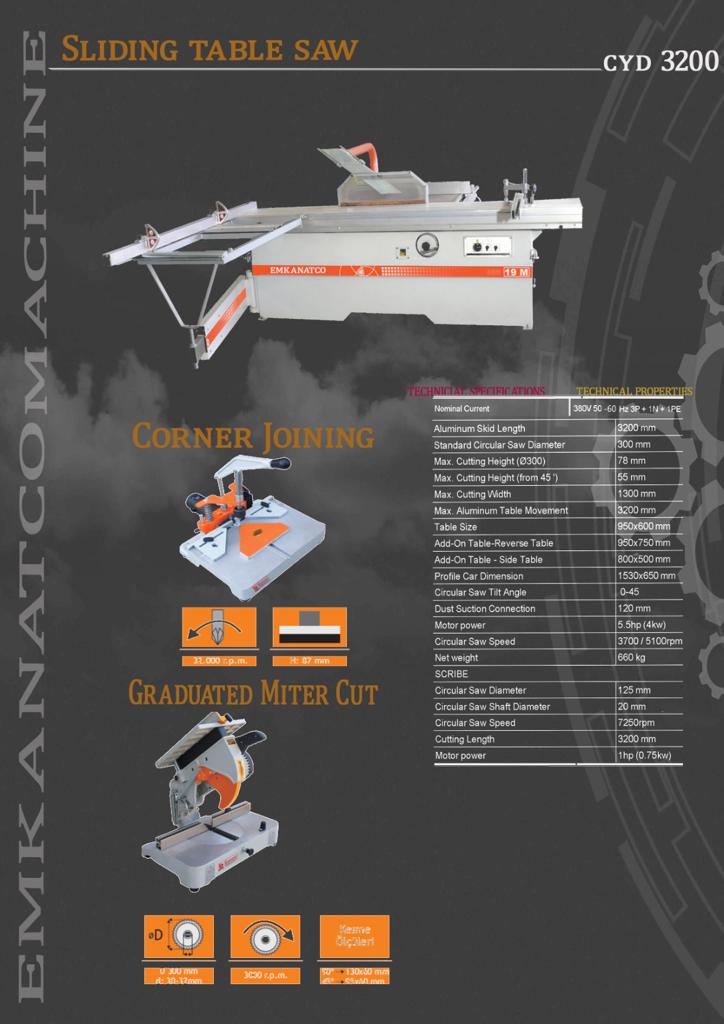 SLIDING TABLE SAW
CYD 3200
EMKANATCOMACHINE
EMKANATCO
19 M
TECHNICIAL SPECIFICATIONS TECHNICAL PROPERTIES
Nominal Current 380V 50 -60 Hz 3P + 1N + 1PE
Aluminum Skid Length 3200 mm
Standard Circular Saw Diameter 300 mm
Max. Cutting Height (Ø300) 78 mm
Max. Cutting Height (from 45 ') 55 mm
Max. Cutting Width 1300 mm
Max. Aluminum Table Movement 3200 mm
Table Size 950x600 mm
Add-On Table-Reverse Table 950x750 mm
Add-On Table - Side Table 800x500 mm
Profile Car Dimension 1530x650 mm
Circular Saw Tilt Angle 0-45
Dust Suction Connection 120 mm
Motor power 5.5hp (4kw)
Circular Saw Speed 3700 / 5100rpm
Net weight 660 kg
SCRIBE
Circular Saw Diameter 125 mm
Circular Saw Shaft Diameter 20 mm
Circular Saw Speed 7250rpm
Cutting Length 3200 mm
Motor power 1hp (0.75kw)
CORNER JOINING
H: 87 mm
GRADUATED MITER CUT
øD
Kesme
Ölçüleri
300 mm
r.p.m.